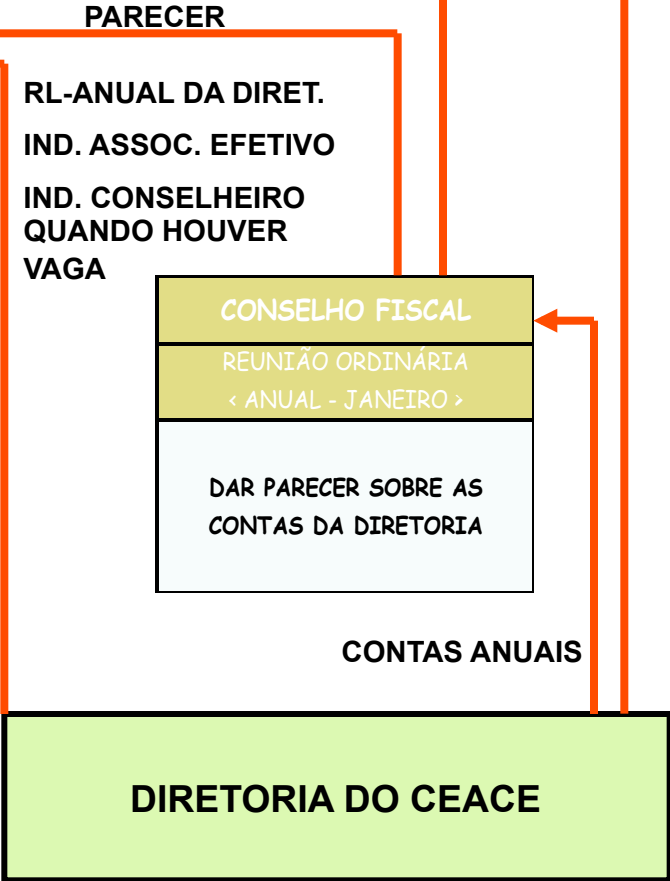 PARECER
RL-ANUAL DA DIRET.
IND. ASSOC. EFETIVO
IND. CONSELHEIRO
QUANDO HOUVER
VAGA
CONSELHO FISCAL
REUNIÃO ORDINÁRIA
< ANUAL - JANEIRO >
DAR PARECER SOBRE AS
CONTAS DA DIRETORIA
CONTAS ANUAIS
DIRETORIA DO CEACE